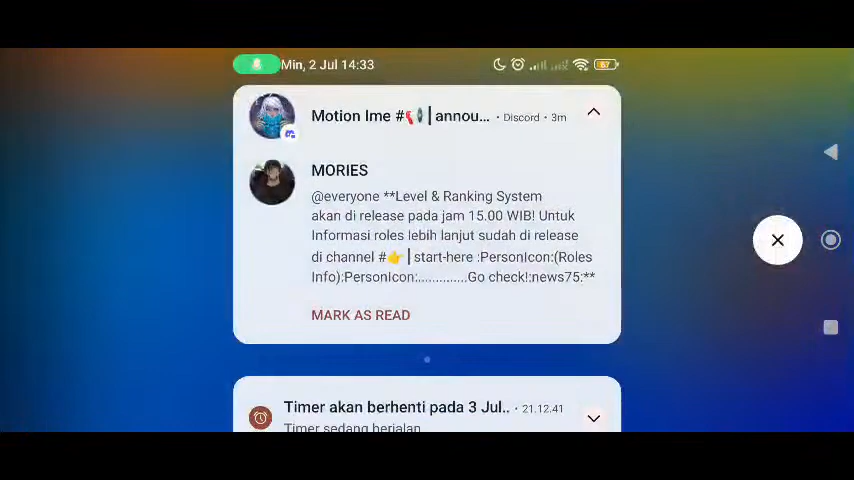 Min, 2 Jul 14:33
67
Motion Ime #📢┃annou... • Discord • 3m
MORIES
@everyone **Level & Ranking System
akan di release pada jam 15.00 WIB! Untuk
Informasi roles lebih lanjut sudah di release
di channel #👉┃start-here :PersonIcon:(Roles
Info):PersonIcon:..............Go check!:news75:**
MARK AS READ
Timer akan berhenti pada 3 Jul.. • 21.12.41
Timer sedang berjalan